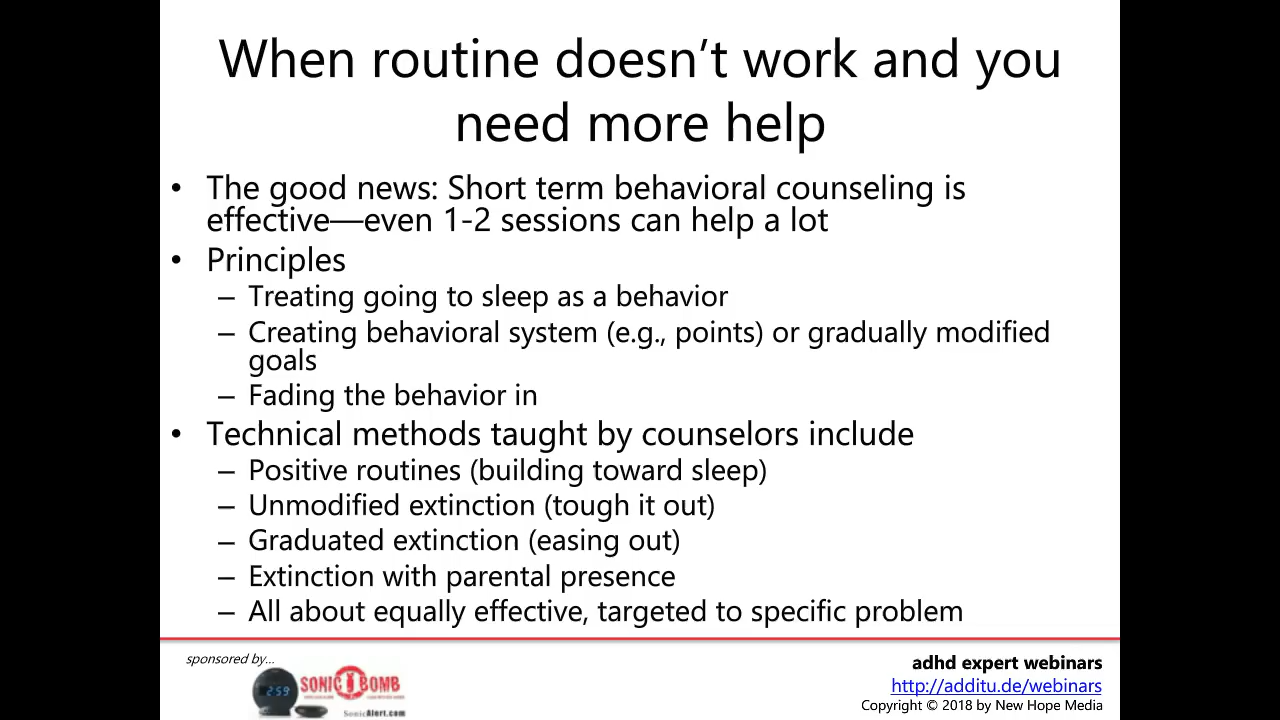 When routine doesn’t work and you
need more help
• The good news: Short term behavioral counseling is
effective—even 1-2 sessions can help a lot
• Principles
– Treating going to sleep as a behavior
– Creating behavioral system (e.g., points) or gradually modified
goals
– Fading the behavior in
• Technical methods taught by counselors include
– Positive routines (building toward sleep)
– Unmodified extinction (tough it out)
– Graduated extinction (easing out)
– Extinction with parental presence
– All about equally effective, targeted to specific problem
sponsored by...
2:59
SONIC BOMB
SonicAlert.com
adhd expert webinars
http://additu.de/webinars
Copyright © 2018 by New Hope Media